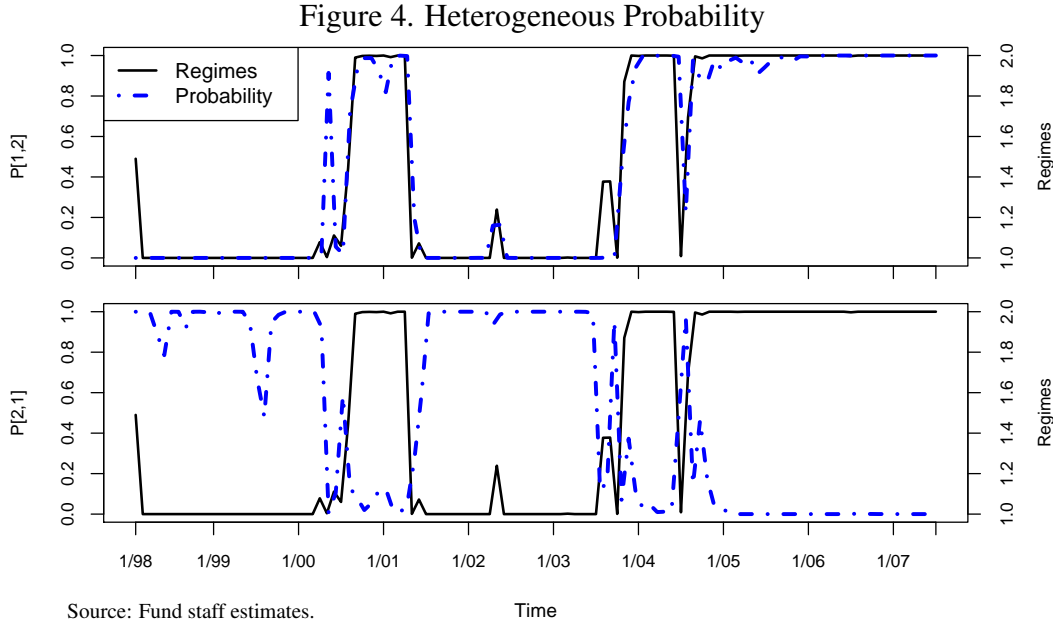 Figure 4. Heterogeneous Probability
Regimes
Probability
P[1,2]
0.0 0.2 0.4 0.6 0.8 1.0
1.0 1.2 1.4 1.6 1.8 2.0
Regimes
P[2,1]
0.0 0.2 0.4 0.6 0.8 1.0
1.0 1.2 1.4 1.6 1.8 2.0
Regimes
1/98 1/99 1/00 1/01 1/02 1/03 1/04 1/05 1/06 1/07
Source: Fund staff estimates.
Time